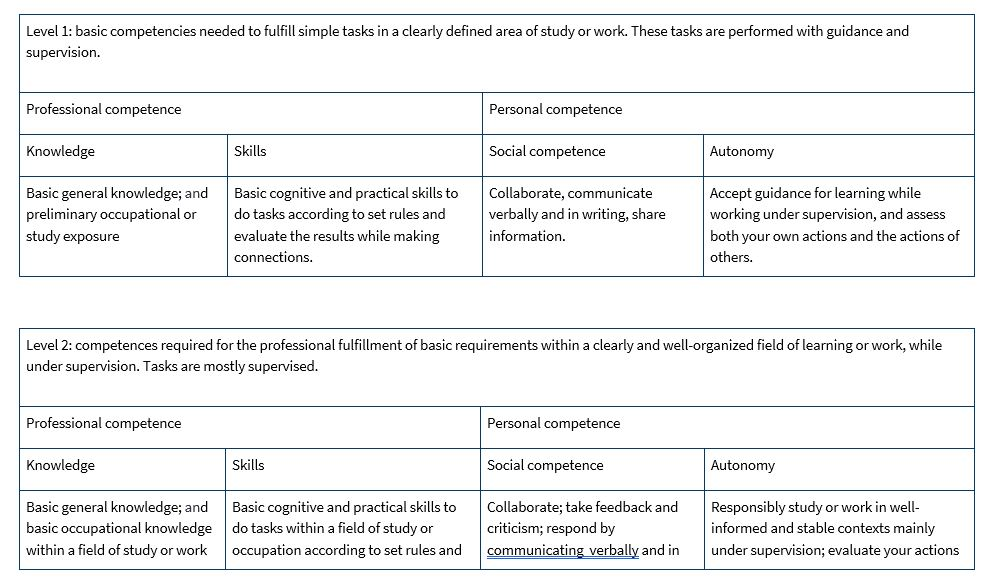 Level 1: basic competencies needed to fulfill simple tasks in a clearly defined area of study or work. These tasks are performed with guidance and
supervision.
Professional competence
Personal competence
Knowledge
Skills
Social competence
Autonomy
Basic general knowledge; and
preliminary occupational or
study exposure
Basic cognitive and practical skills to
do tasks according to set rules and
evaluate the results while making
connections.
Collaborate, communicate
verbally and in writing, share
information.
Accept guidance for learning while
working under supervision, and assess
both your own actions and the actions of
others.
Level 2: competences required for the professional fulfillment of basic requirements within a clearly and well-organized field of learning or work, while
under supervision. Tasks are mostly supervised.
Professional competence
Personal competence
Knowledge
Skills
Social competence
Autonomy
Basic general knowledge; and
basic occupational knowledge
within a field of study or work
Basic cognitive and practical skills to
do tasks within a field of study or
occupation according to set rules and
Collaborate; take feedback and
criticism; respond by
communicating verbally and in
Responsibly study or work in well-
informed and stable contexts mainly
under supervision; evaluate your actions